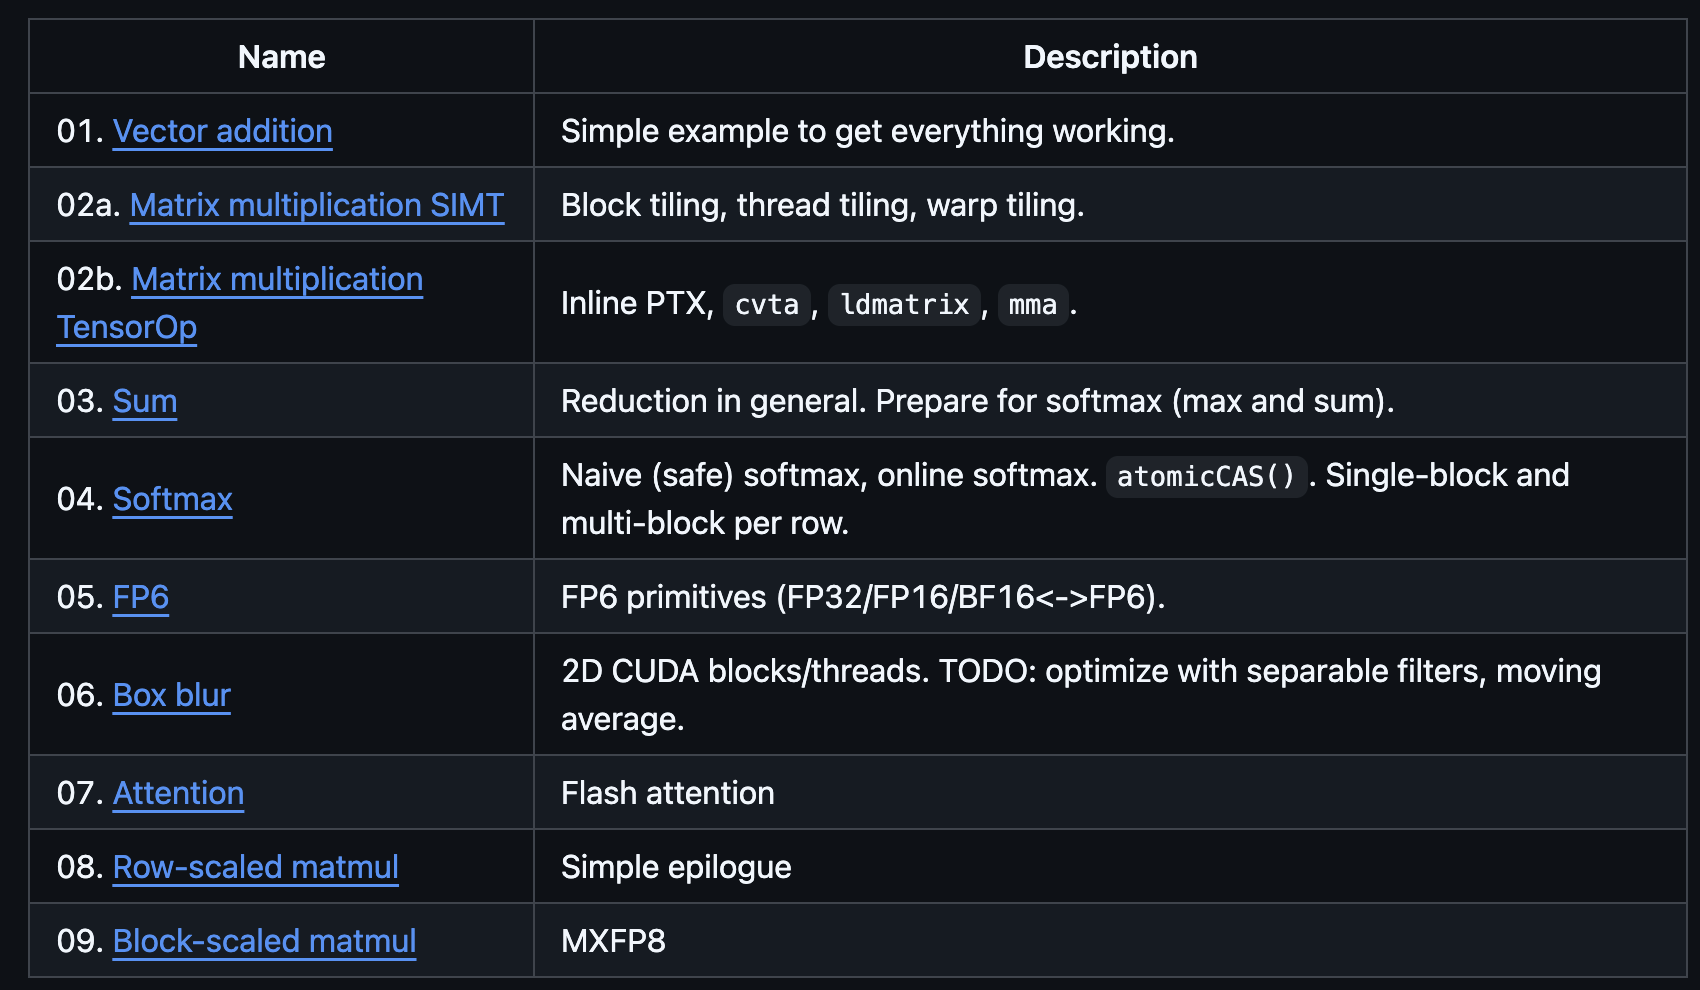 Name Description
01. Vector addition Simple example to get everything working.
02a. Matrix multiplication SIMT Block tiling, thread tiling, warp tiling.
02b. Matrix multiplication
TensorOp
Inline PTX, cvta, ldmatrix, mma.
03. Sum Reduction in general. Prepare for softmax (max and sum).
04. Softmax
Naive (safe) softmax, online softmax. atomicCAS(). Single-block and
multi-block per row.
05. FP6 FP6 primitives (FP32/FP16/BF16<->FP6).
06. Box blur
2D CUDA blocks/threads. TODO: optimize with separable filters, moving
average.
07. Attention Flash attention
08. Row-scaled matmul Simple epilogue
09. Block-scaled matmul MXFP8